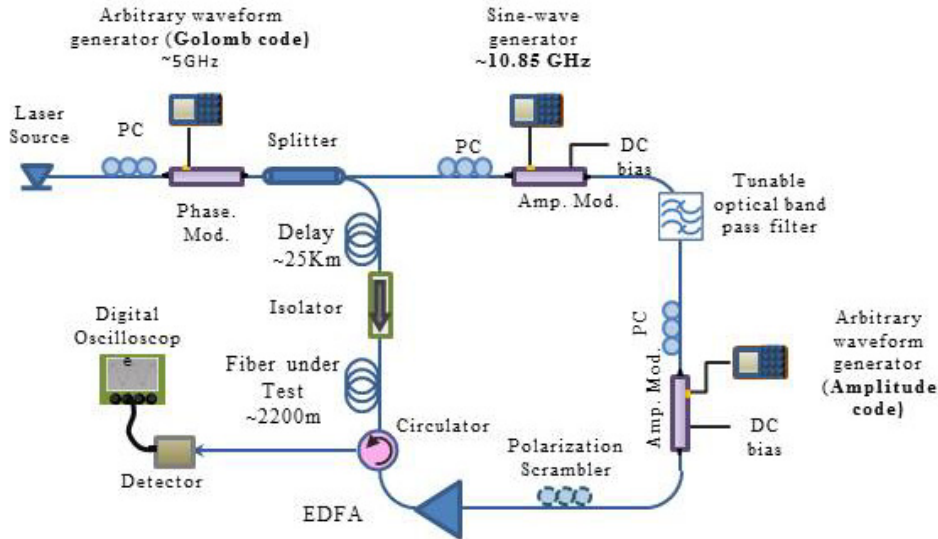 Arbitrary waveform
generator (Golomb code)
~5GHz
Sine-wave
generator
~10.85 GHz
Laser
Source
PC
Splitter
PC
DC
bias
Phase.
Mod.
Amp. Mod.
Tunable
optical band
pass filter
Delay
~25Km
Isolator
Digital
Oscilloscop
e
PC
Arbitrary
waveform
generator
(Amplitude
code)
Fiber under
Test
~2200m
Amp. Mod.
DC
bias
Circulator
Polarization
Scrambler
Detector
EDFA